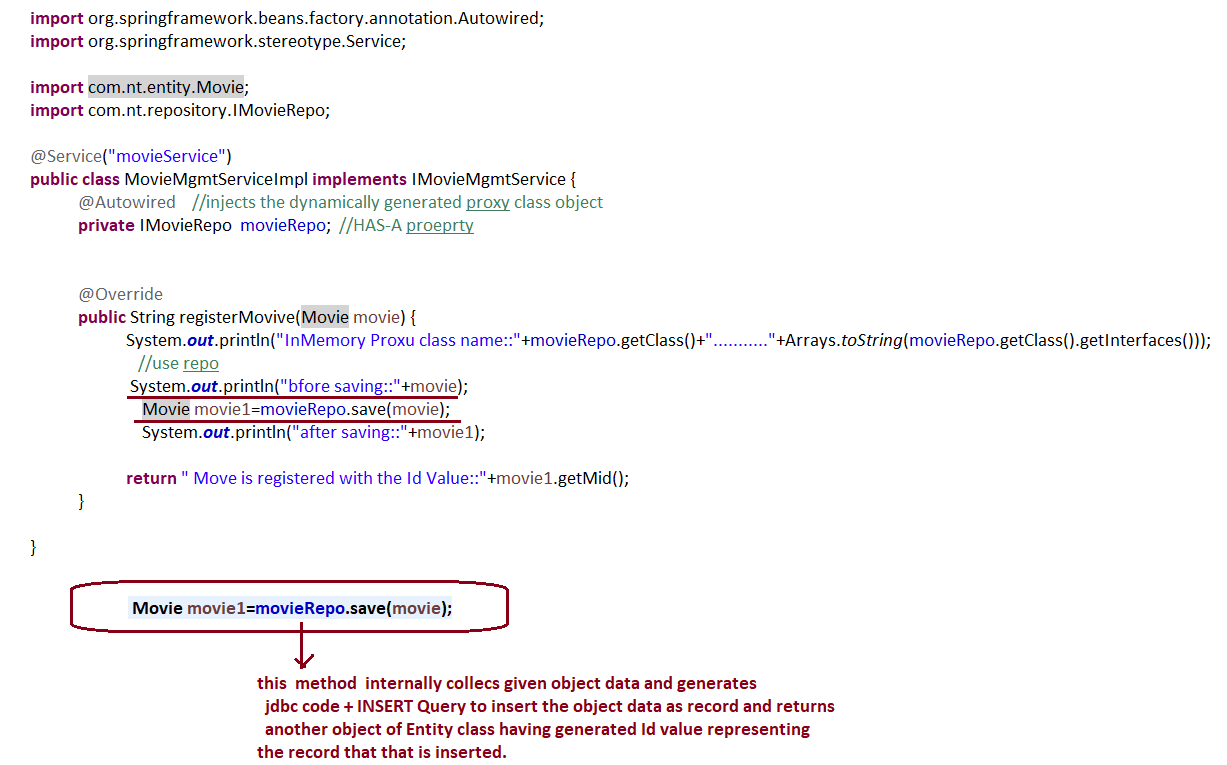 import org.springframework.beans.factory.annotation.Autowired;
import org.springframework.stereotype.Service;
import com.nt.entity.Movie;
import com.nt.repository.IMovieRepo;
@Service("movieService")
public class MovieMgmtServiceImpl implements IMovieMgmtService {
@Autowired //injects the dynamically generated proxy class object
private IMovieRepo movieRepo; //HAS-A proeprty
@Override
public String registerMovive(Movie movie) {
System.out.println("InMemory Proxu class name::"+movieRepo.getClass()+"..........."+Arrays.toString(movieRepo.getClass().getInterfaces()));
//use repo
System.out.println("bfore saving::"+movie);
Movie movie1=movieRepo.save(movie);
System.out.println("after saving::"+movie1);
return " Move is registered with the Id Value::"+movie1.getMid();
}
}
Movie movie1=movieRepo.save(movie);
this method internally collecs given object data and generates
jdbc code + INSERT Query to insert the object data as record and returns
another object of Entity class having generated Id value representing
the record that that is inserted.